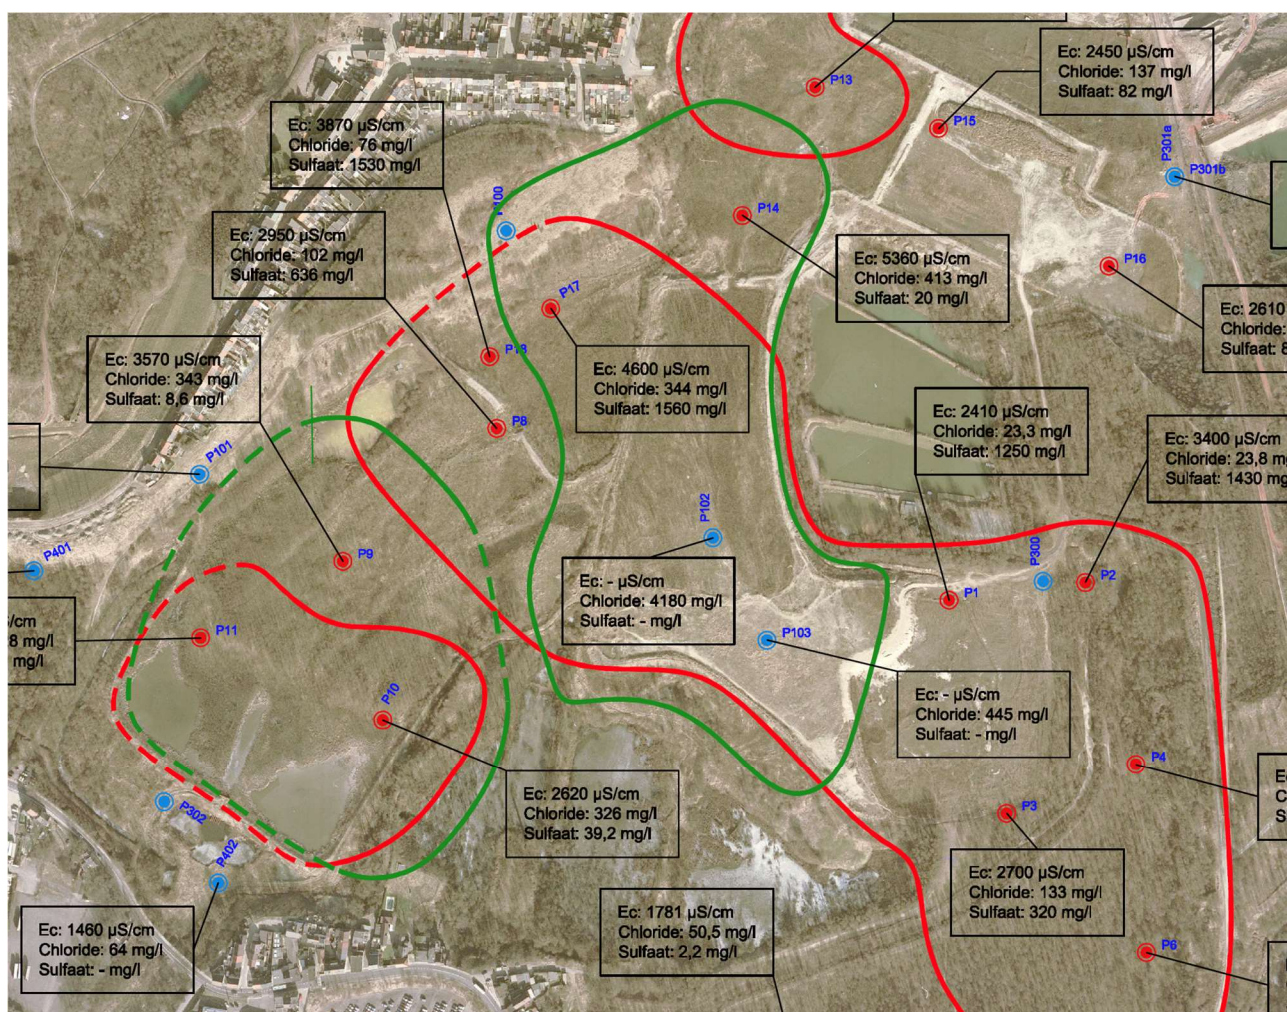 P13
Ec: 2450 µS/cm
Chloride: 137 mg/l
Sulfaat: 82 mg/l
P15
P301a
P301b
Ec: 3870 µS/cm
Chloride: 76 mg/l
Sulfaat: 1530 mg/l
P14
Ec: 2950 µS/cm
Chloride: 102 mg/l
Sulfaat: 636 mg/l
Ec: 5360 µS/cm
Chloride: 413 mg/l
Sulfaat: 20 mg/l
P16
Ec: 2610
Chloride:
Sulfaat: 8
P17
Ec: 3570 µS/cm
Chloride: 343 mg/l
Sulfaat: 8,6 mg/l
Ec: 4600 µS/cm
Chloride: 344 mg/l
Sulfaat: 1560 mg/l
P8
Ec: 2410 µS/cm
Chloride: 23,3 mg/l
Sulfaat: 1250 mg/l
Ec: 3400 µS/cm
Chloride: 23,8 mg
Sulfaat: 1430 mg
P101
P102
P401
P9
Ec: - µS/cm
Chloride: 4180 mg/l
Sulfaat: - mg/l
P300
P2
P1
S/cm
8 mg/l
mg/l
P11
P103
P10
Ec: - µS/cm
Chloride: 445 mg/l
Sulfaat: - mg/l
P4
E
C
S
P302
Ec: 2620 µS/cm
Chloride: 326 mg/l
Sulfaat: 39,2 mg/l
P3
P402
Ec: 2700 µS/cm
Chloride: 133 mg/l
Sulfaat: 320 mg/l
Ec: 1460 µS/cm
Chloride: 64 mg/l
Sulfaat: - mg/l
Ec: 1781 µS/cm
Chloride: 50,5 mg/l
Sulfaat: 2,2 mg/l
P6